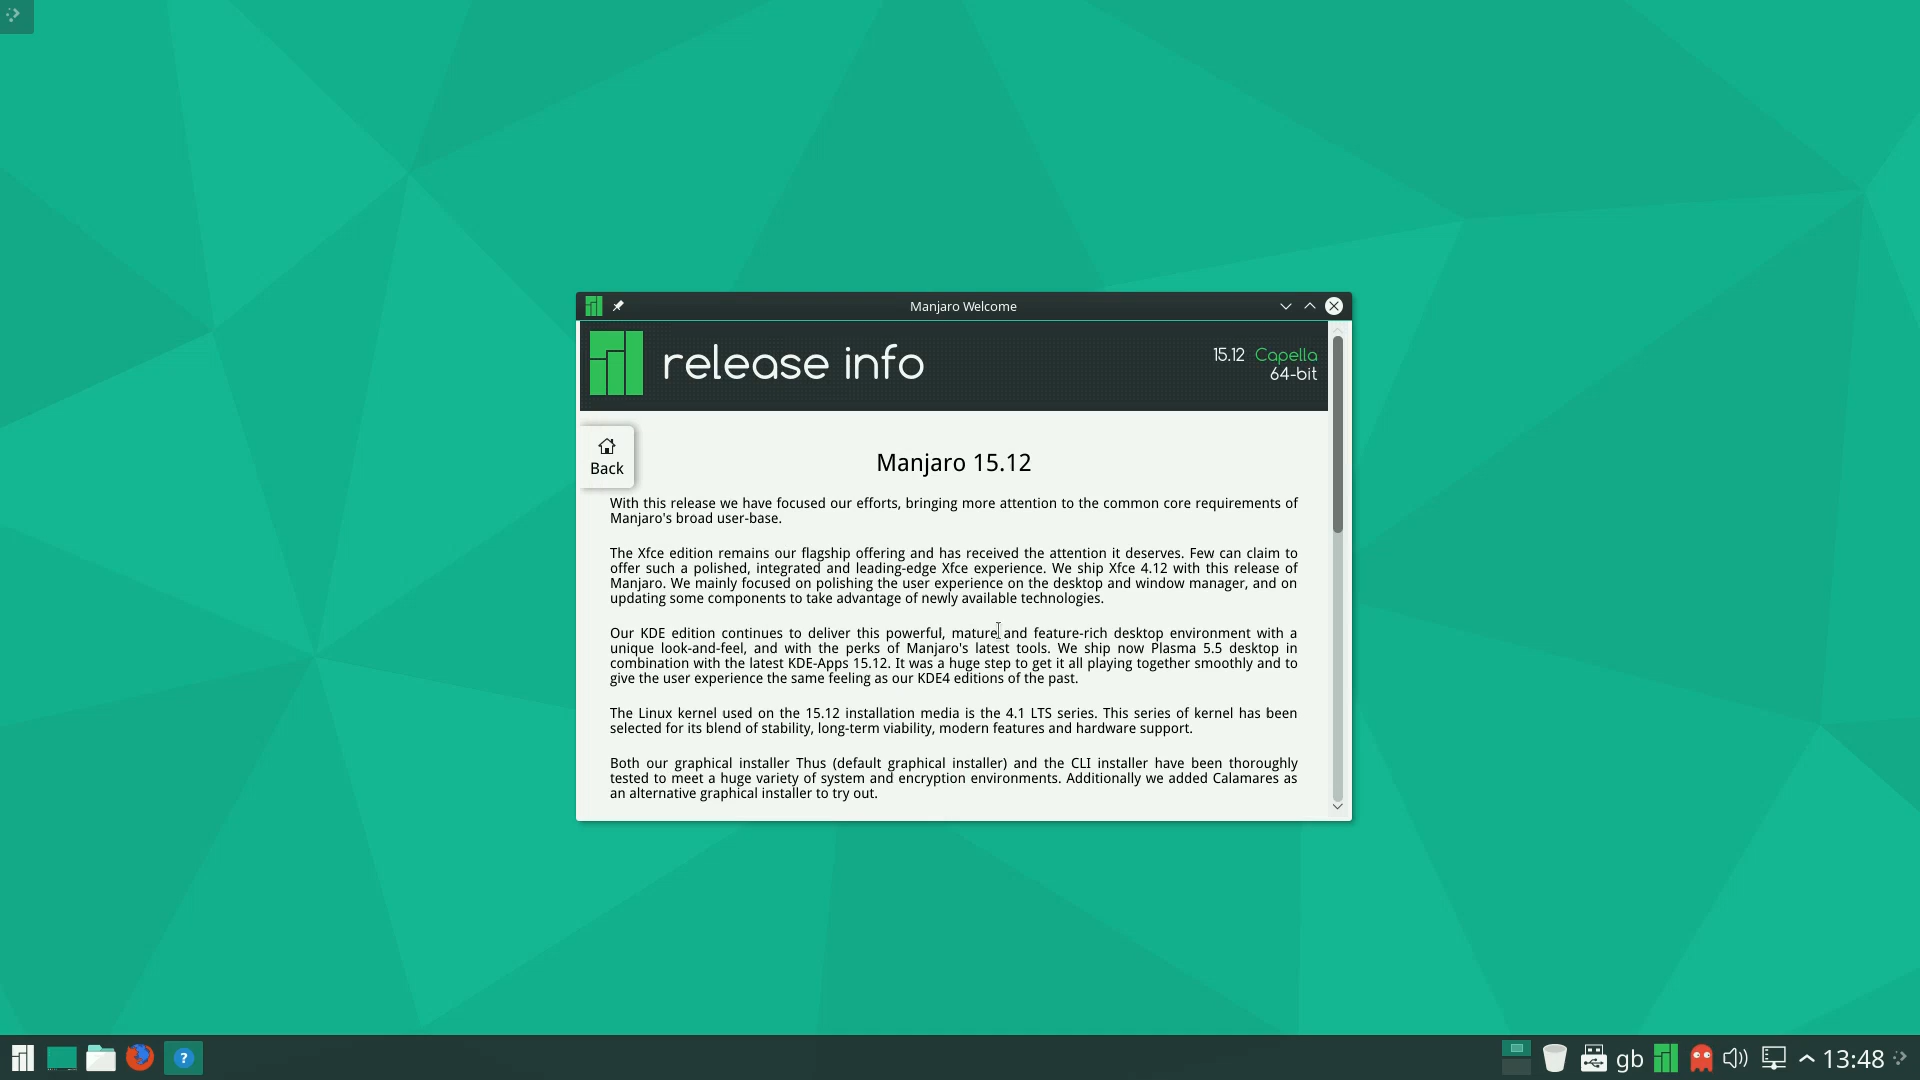 Manjaro Welcome
release info
15.12 Capella
64-bit
Back
Manjaro 15.12
With this release we have focused our efforts, bringing more attention to the common core requirements of
Manjaro's broad user-base.
The Xfce edition remains our flagship offering and has received the attention it deserves. Few can claim to
offer such a polished, integrated and leading-edge Xfce experience. We ship Xfce 4.12 with this release of
Manjaro. We mainly focused on polishing the user experience on the desktop and window manager, and on
updating some components to take advantage of newly available technologies.
Our KDE edition continues to deliver this powerful, mature and feature-rich desktop environment with a
unique look-and-feel, and with the perks of Manjaro's latest tools. We ship now Plasma 5.5 desktop in
combination with the latest KDE-Apps 15.12. It was a huge step to get it all playing together smoothly and to
give the user experience the same feeling as our KDE4 editions of the past.
The Linux kernel used on the 15.12 installation media is the 4.1 LTS series. This series of kernel has been
selected for its blend of stability, long-term viability, modern features and hardware support.
Both our graphical installer Thus (default graphical installer) and the CLI installer have been thoroughly
tested to meet a huge variety of system and encryption environments. Additionally we added Calamares as
an alternative graphical installer to try out.
?
gb
13:48